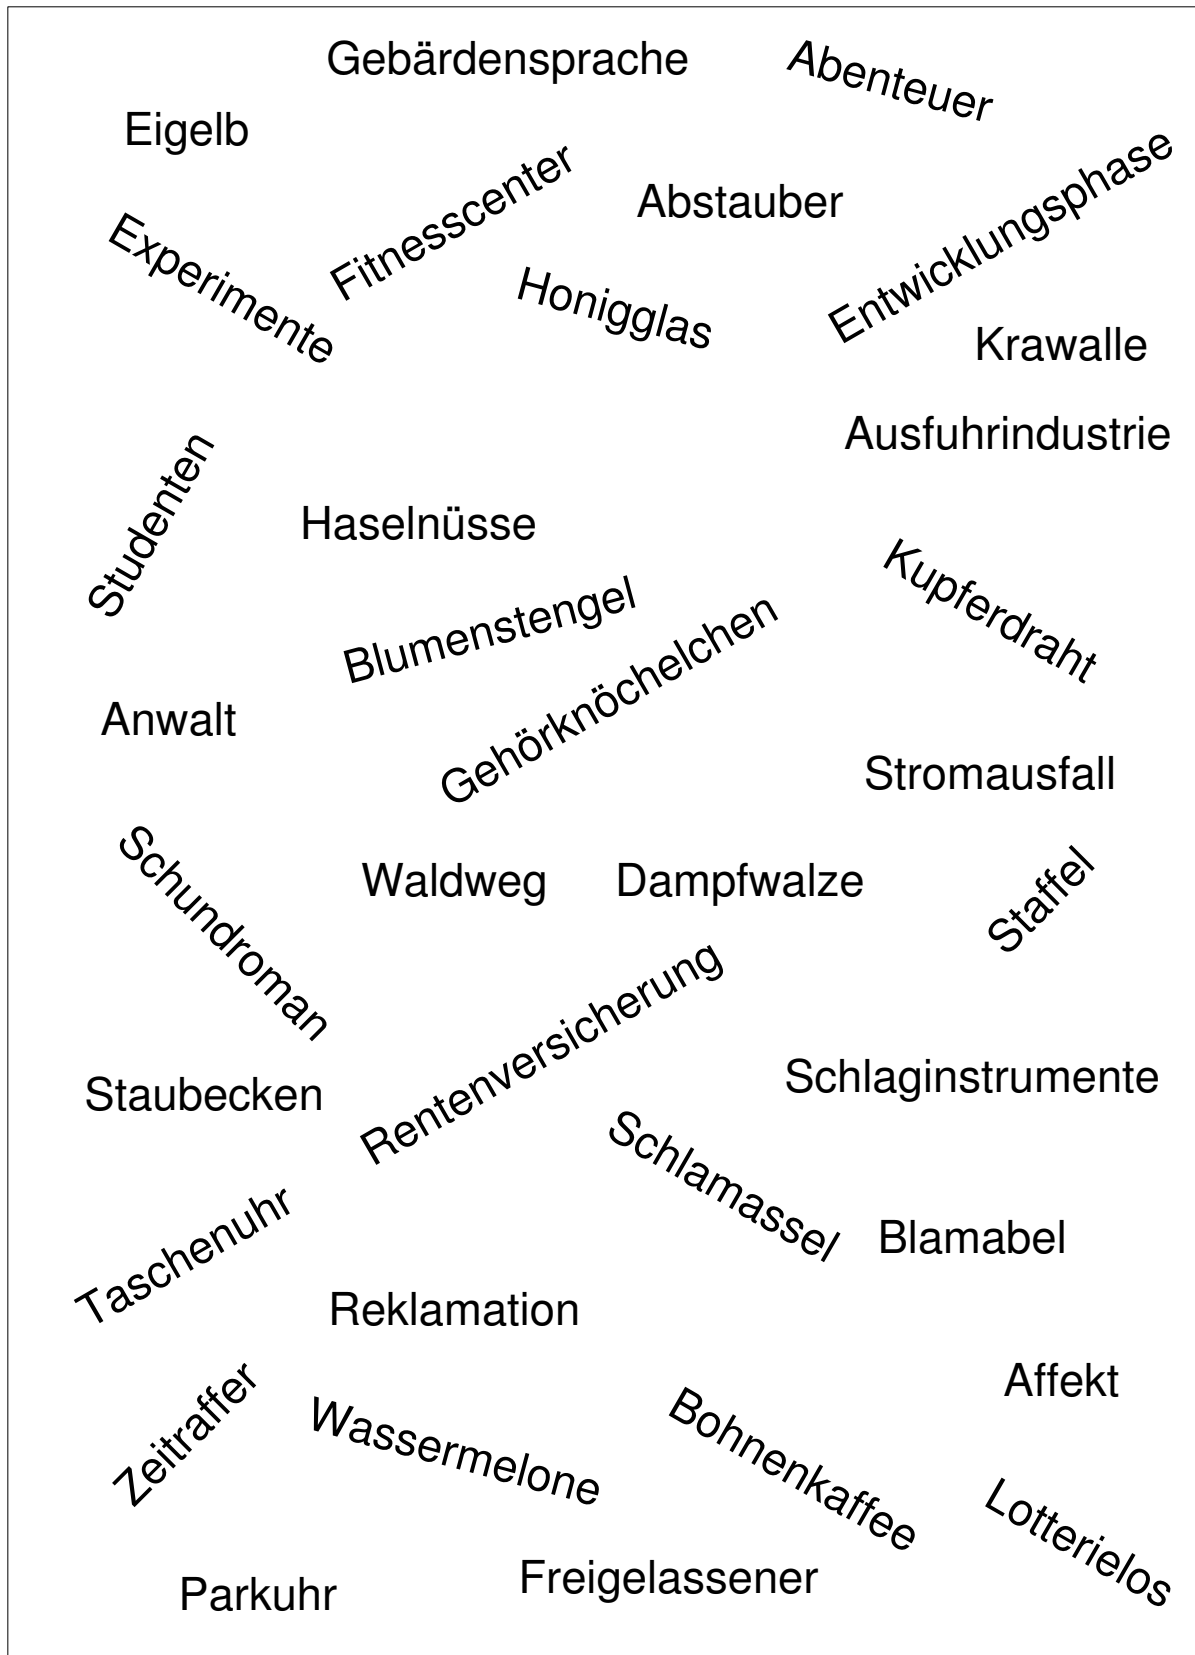 Gebärdensprache
Abenteuer
Eigelb
Fitnesscenter
Abstauber
Entwicklungsphase
Experimente
Honigglas
Krawalle
Ausfuhrindustrie
Studenten
Haselnüsse
Kupferdraht
Blumenstengel
Gehörknöchelchen
Anwalt
Stromausfall
Schundroman
Waldweg
Dampfwalze
Staffel
Rentenversicherung
Staubecken
Schlaginstrumente
Schlamassel
Taschenuhr
Blamabel
Reklamation
Affekt
Zeitraffer
Wassermelone
Bohnenkaffee
Lotterielos
Parkuhr
Freigelassener